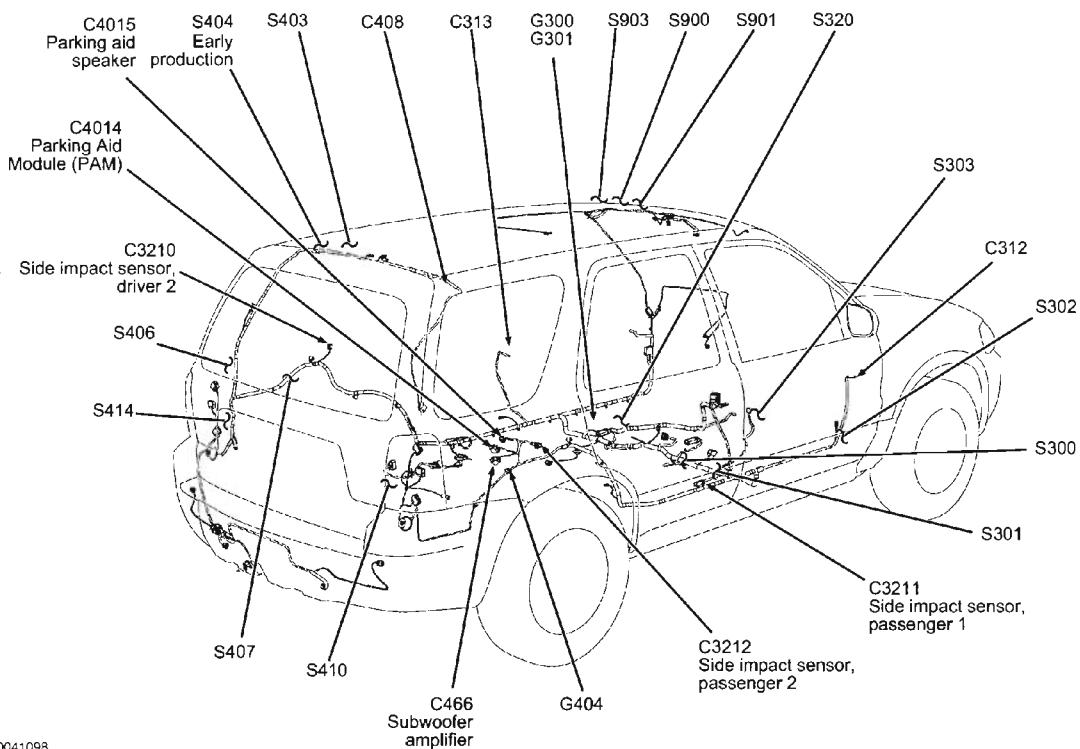 C4015
Parking aid
speaker
S404
Early
production
S403
C408
C313
G300
G301
S903
S900
S901
S320
C4014
Parking Aid
Module (PAM)
S303
C3210
Side impact sensor,
driver 2
C312
S302
S406
S414
S300
S301
C3211
Side impact sensor,
passenger 1
C3212
Side impact sensor,
passenger 2
S407
S410
C466
Subwoofer
amplifier
G404
0041098